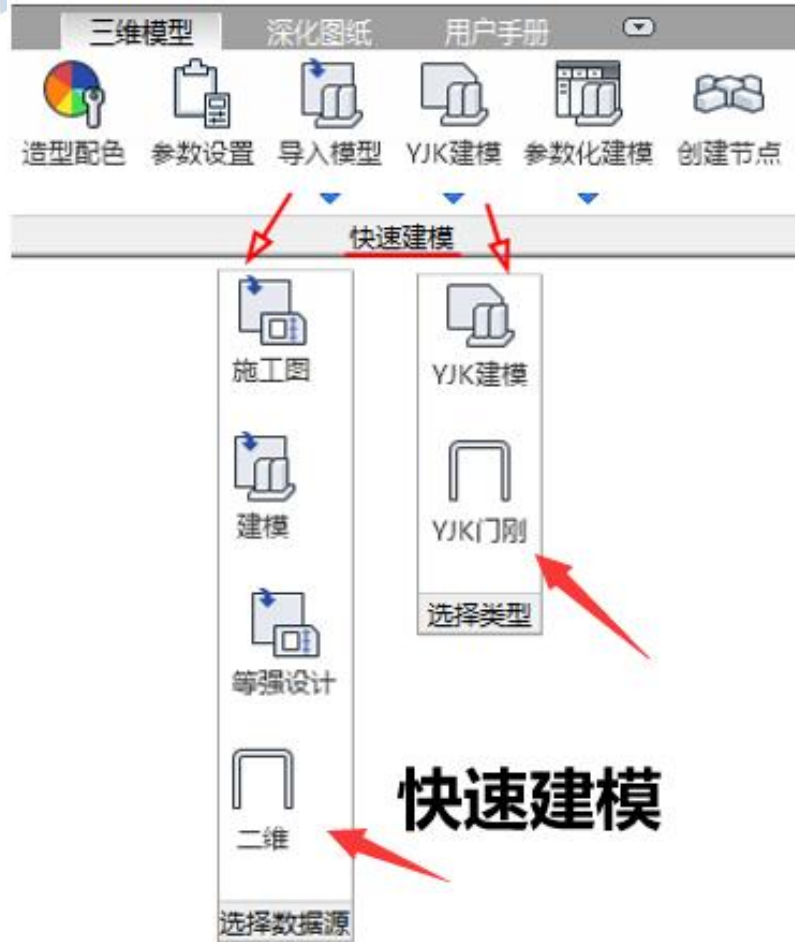 三维模型 深化图纸 用户手册
造型配色 参数设置 导入模型 YJK建模 参数化建模 创建节点
快速建模
施工图
建模
等强设计
二维
选择数据源
YJK建模
YJK门刚
选择类型
快速建模